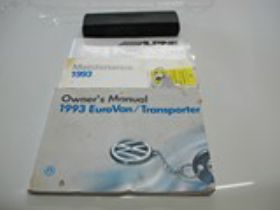 Maintenance
1993
Owner's Manual
1993 EuroVan/Transporter